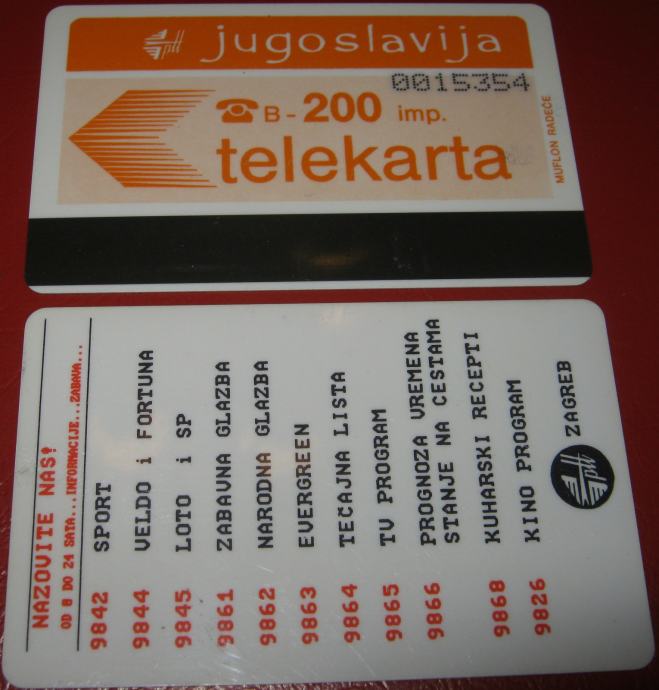 jugoslavija
0015354
B - 200 imp.
telekarta
MUFLON RADEČE
NAZOVITE NAS!
OD 8 DO 24 SATA...INFORMACIJE...ZABAVA...
9842 SPORT
9844 VELDO i FORTUNA
9845 LOTO i SP
9861 ZABAVNA GLAZBA
9862 NARODNA GLAZBA
9863 EVERGREEN
9864 TEČAJNA LISTA
9865 TV PROGRAM
9866 PROGNOZA VREMENA
STANJE NA CESTAMA
9868 KUHARSKI RECEPTI
9826 KINO PROGRAM
ZAGREB